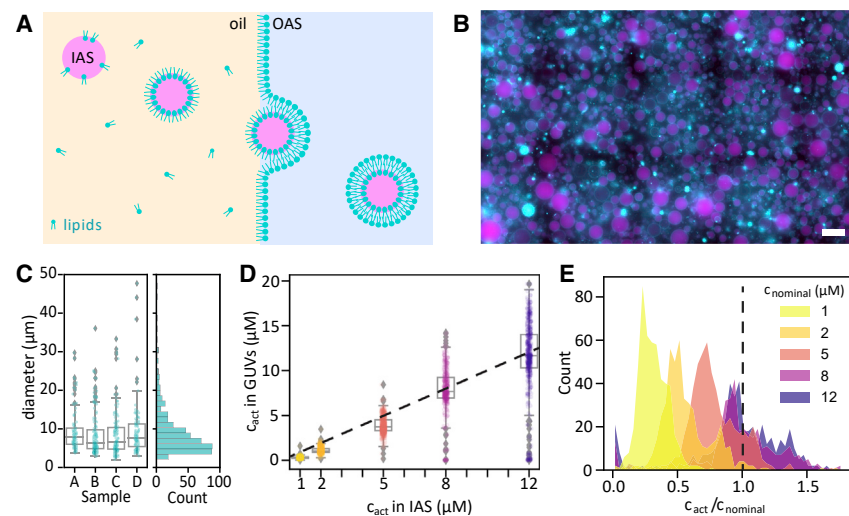 A
oil
OAS
IAS
lipids
B
C
50
40
30
20
10
0
diameter (µm)
A B C D
Sample
0 50
Count
D
20
15
10
5
0
c_act in GUVs (µM)
1 2 5 8 12
c_act in IAS (µM)
E
c_nominal (µM)
1
2
5
8
12
80
60
40
20
0
Count
0.0 0.5 1.0 1.5
c_act/c_nominal